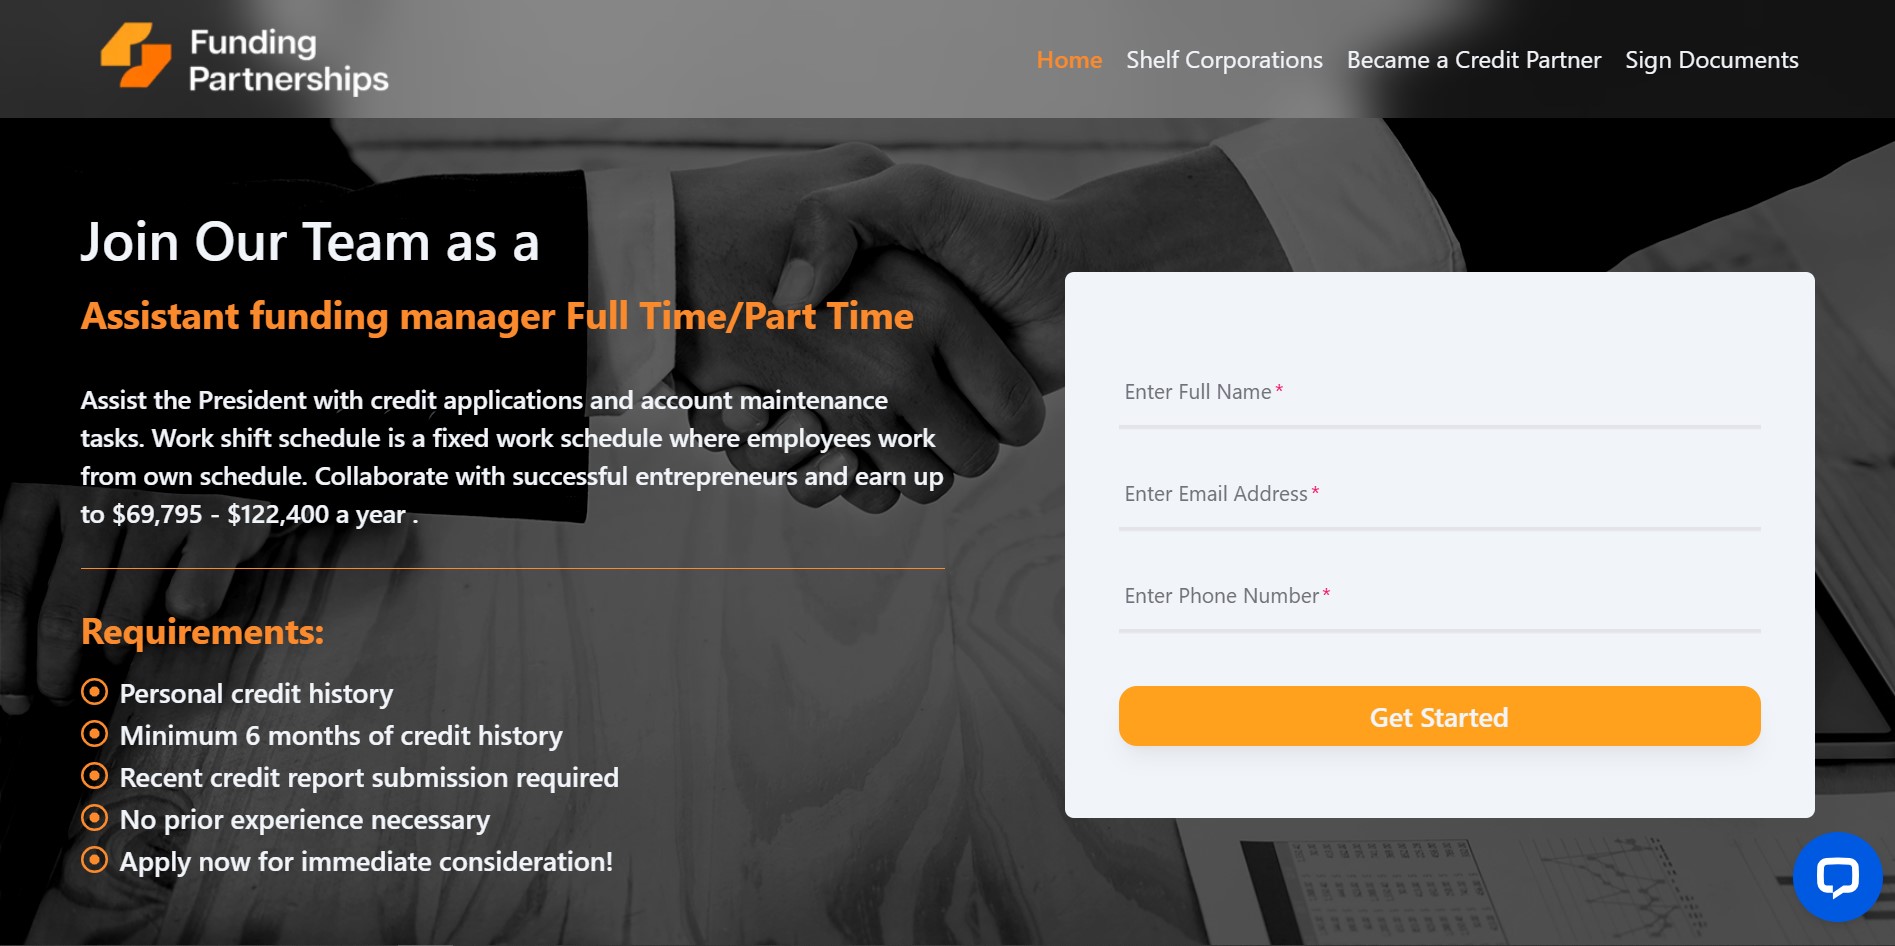 Funding
Partnerships
Home Shelf Corporations Became a Credit Partner Sign Documents
Join Our Team as a
Assistant funding manager Full Time/Part Time
Assist the President with credit applications and account maintenance
tasks. Work shift schedule is a fixed work schedule where employees work
from own schedule. Collaborate with successful entrepreneurs and earn up
to $69,795 - $122,400 a year .
Requirements:
Personal credit history
Minimum 6 months of credit history
Recent credit report submission required
No prior experience necessary
Apply now for immediate consideration!
Enter Full Name*
Enter Email Address*
Enter Phone Number*
Get Started